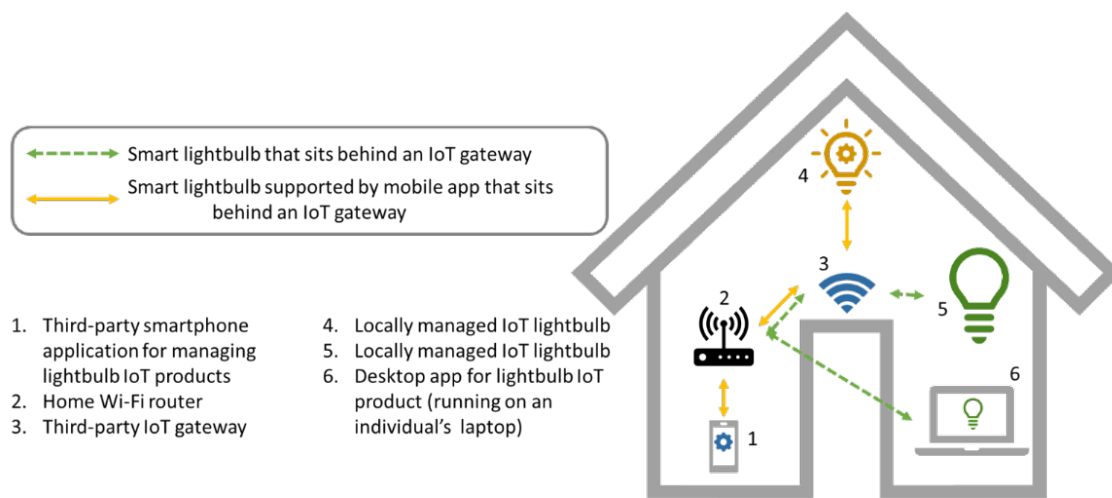 Smart lightbulb that sits behind an IoT gateway
Smart lightbulb supported by mobile app that sits
behind an IoT gateway
1. Third-party smartphone
application for managing
lightbulb IoT products
2. Home Wi-Fi router
3. Third-party IoT gateway
4. Locally managed IoT lightbulb
5. Locally managed IoT lightbulb
6. Desktop app for lightbulb IoT
product (running on an
individual's laptop)
4
3
2
5
6
1